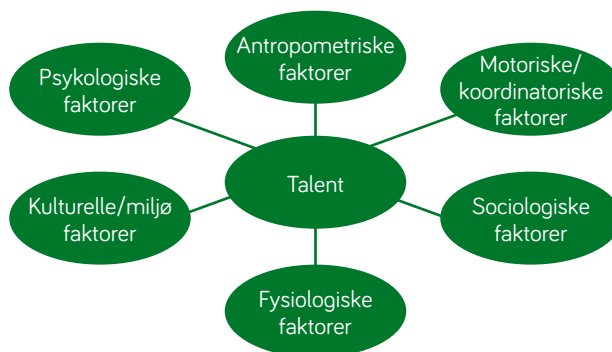 Antropometriske
faktorer
Psykologiske
faktorer
Motoriske/
koordinatoriske
faktorer
Talent
Kulturelle/miljø
faktorer
Sociologiske
faktorer
Fysiologiske
faktorer